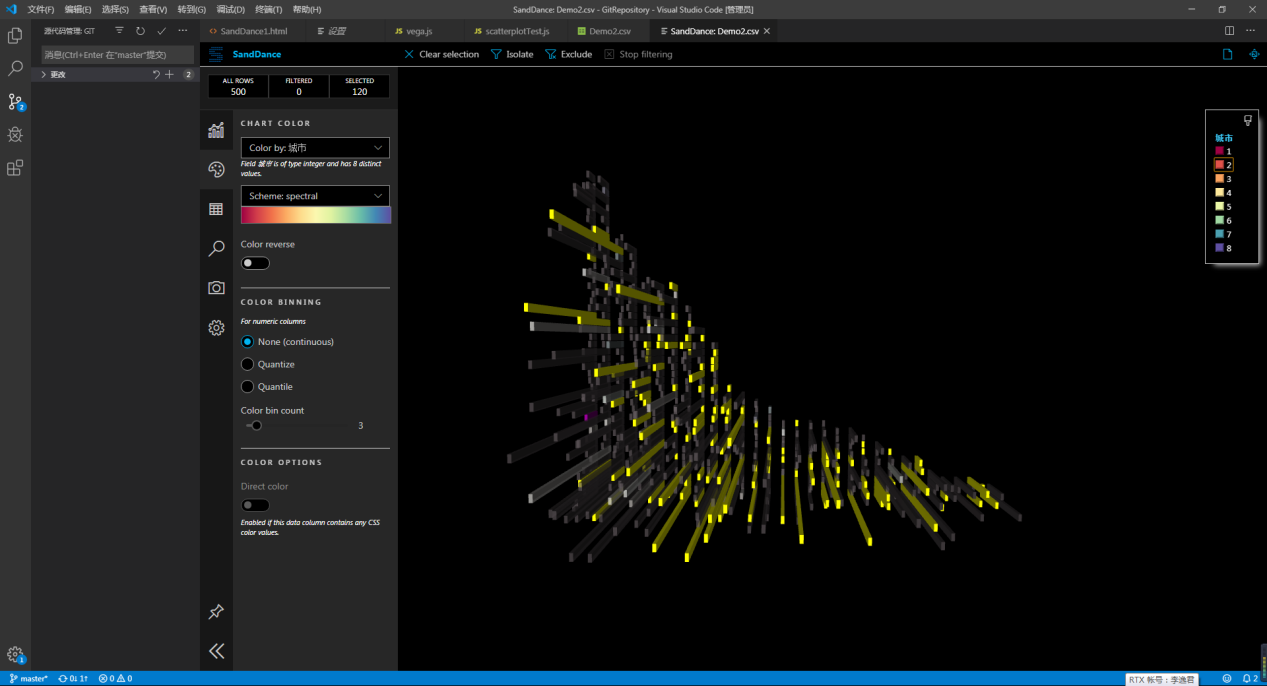 文件(F) 编辑(E) 选择(S) 查看(V) 转到(G) 调试(D) 终端(T) 帮助(H)
SandDance: Demo2.csv - GitRepository - Visual Studio Code [管理员]
源代码管理: GIT
SandDance1.html
设置
JS vega.js
JS scatterplotTest.js
Demo2.csv
SandDance: Demo2.csv
消息(Ctrl+Enter 在"master"提交)
更改
2
SandDance
Clear selection
Isolate
Exclude
Stop filtering
ALL ROWS
500
FILTERED
0
SELECTED
120
CHART COLOR
Color by: 城市
Field 城市 is of type integer and has 8 distinct
values.
Scheme: spectral
Color reverse
COLOR BINNING
For numeric columns
None (continuous)
Quantize
Quantile
Color bin count
3
COLOR OPTIONS
Direct color
Enabled if this data column contains any CSS
color values.
城市
1
2
3
4
5
6
7
8
2
1
master*
0↓ 1↑
0
0
RTX 帐号：李逸君
2